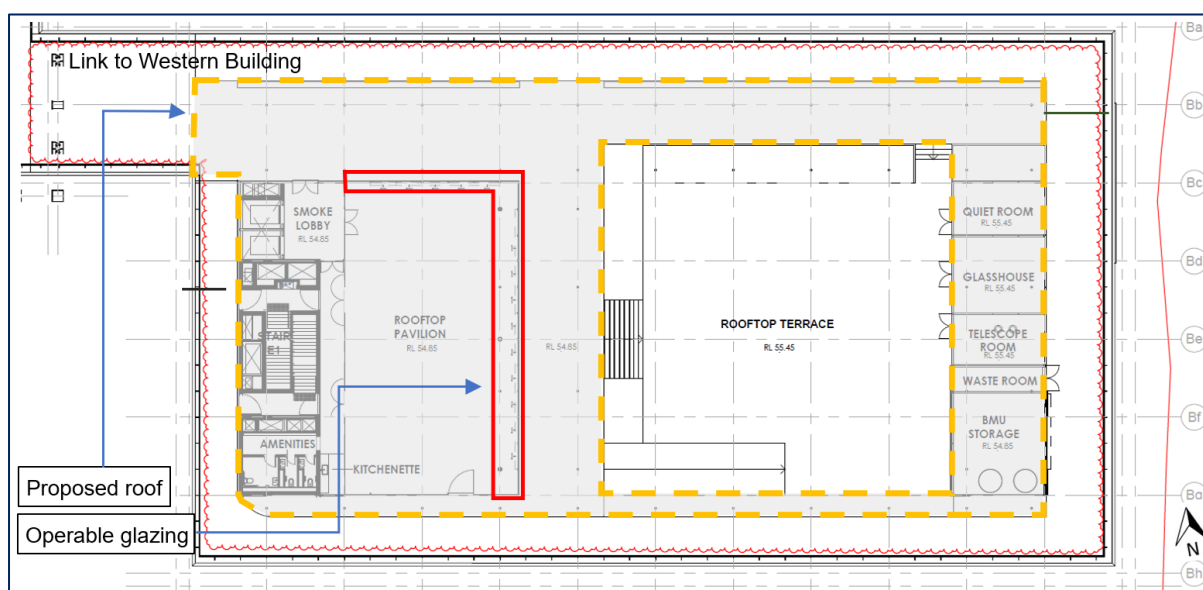 Link to Western Building
Ba
Bb
Bc
SMOKE
LOBBY
RL 54.85
QUIET ROOM
RL 55.45
Bd
GLASSHOUSE
RL 55.45
ROOFTOP
PAVILION
RL 54.85
STAIR
E1
RL 54.85
ROOFTOP TERRACE
RL 55.45
TELESCOPE
ROOM
RL 55.45
Be
WASTE ROOM
BMU
STORAGE
RL 54.85
Bf
AMENITIES
KITCHENETTE
Proposed roof
Operable glazing
Bg
N
Bh